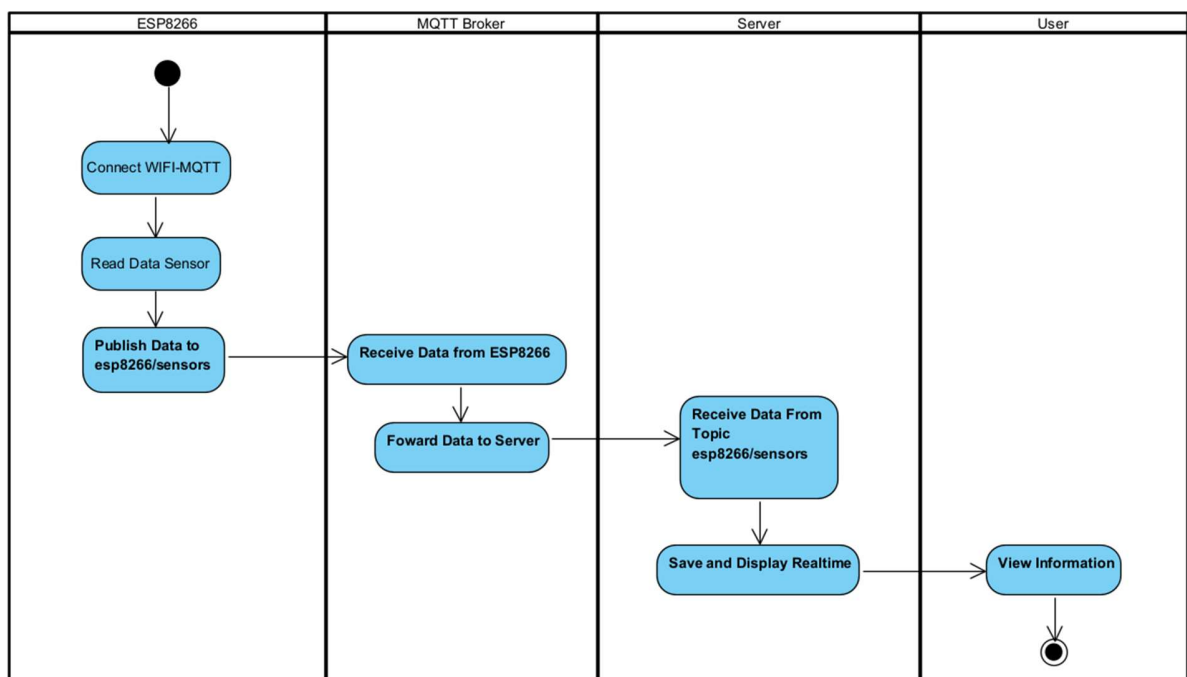 ESP8266
MQTT Broker
Server
User
Connect WIFI-MQTT
Read Data Sensor
Publish Data to
esp8266/sensors
Receive Data from ESP8266
Foward Data to Server
Receive Data From
Topic
esp8266/sensors
Save and Display Realtime
View Information